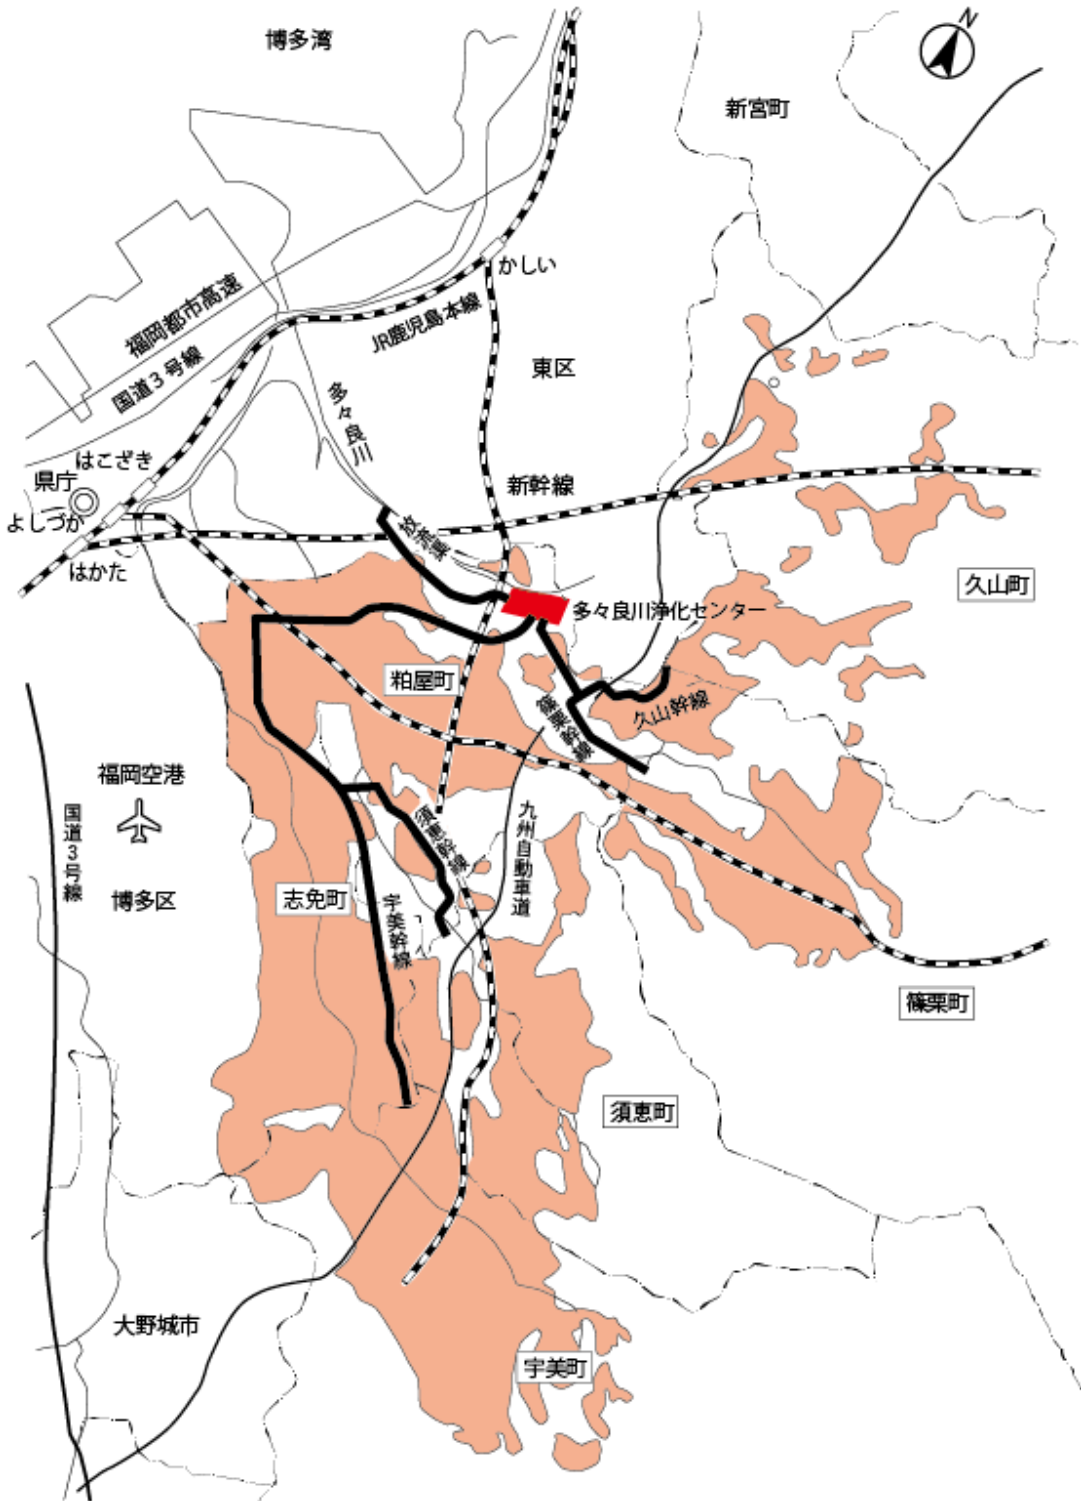 N
博多湾
新宮町
かしい
福岡都市高速
JR鹿児島本線
国道3号線
東区
多々良川
はこざき
県庁
新幹線
よしづか
放流渠
はかた
久山町
多々良川浄化センター
粕屋町
久山幹線
篠栗幹線
福岡空港
国道3号線
須恵幹線
九州自動車道
志免町
博多区
宇美幹線
篠栗町
須恵町
大野城市
宇美町